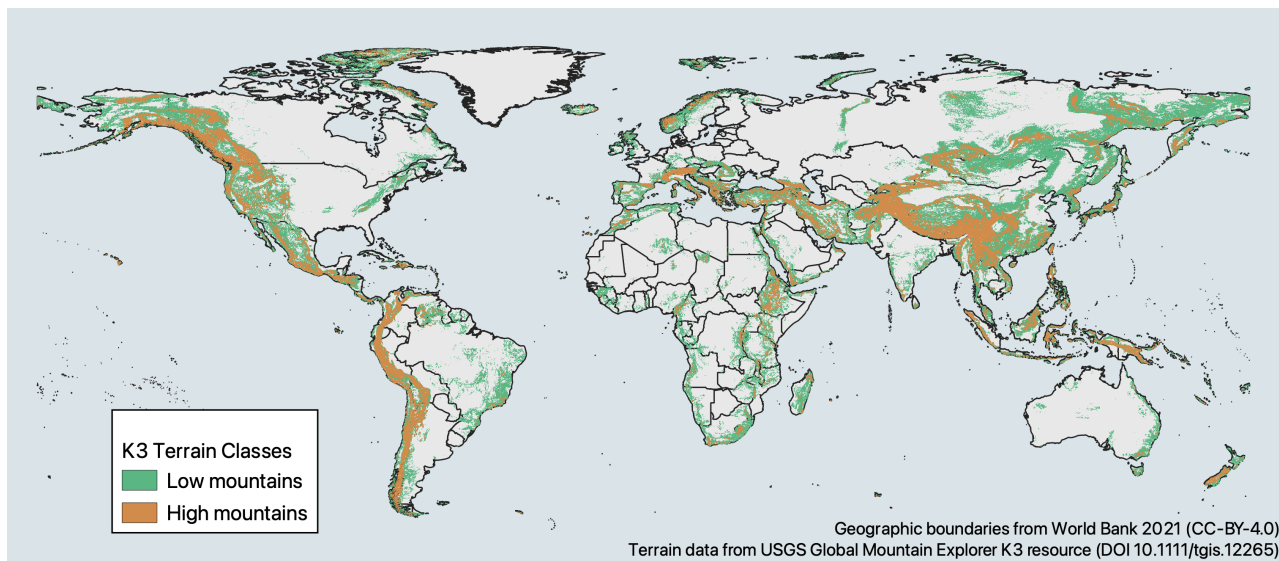 K3 Terrain Classes
Low mountains
High mountains
Geographic boundaries from World Bank 2021 (CC-BY-4.0)
Terrain data from USGS Global Mountain Explorer K3 resource (DOI 10.1111/tgis.12265)